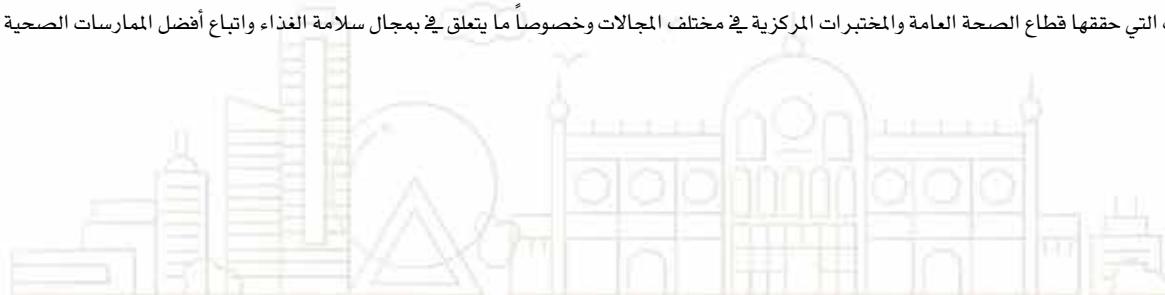 التي حققها قطاع الصحة العامة والمختبرات المركزية في مختلف المجالات وخصوصاً ما يتعلق في بمجال سلامة الغذاء واتباع أفضل الممارسات الصحية